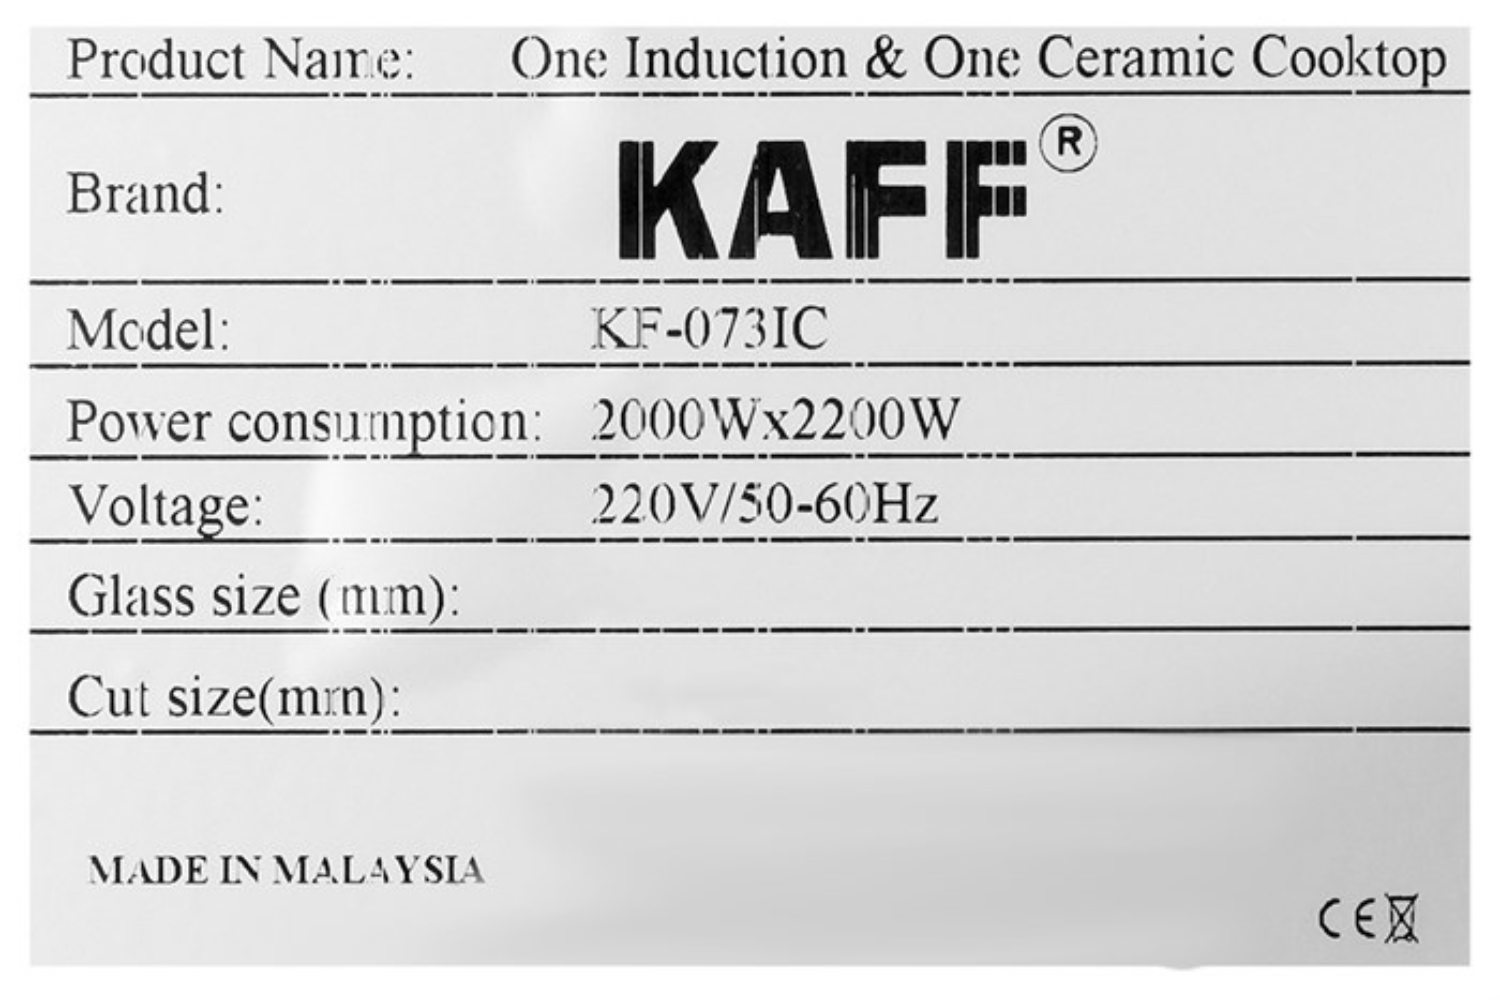 Product Name: One Induction & One Ceramic Cooktop
Brand: KAFF®
Model: KF-073IC
Power consumption: 2000Wx2200W
Voltage: 220V/50-60Hz
Glass size (mm):
Cut size(mm):
MADE IN MALAYSIA
CE